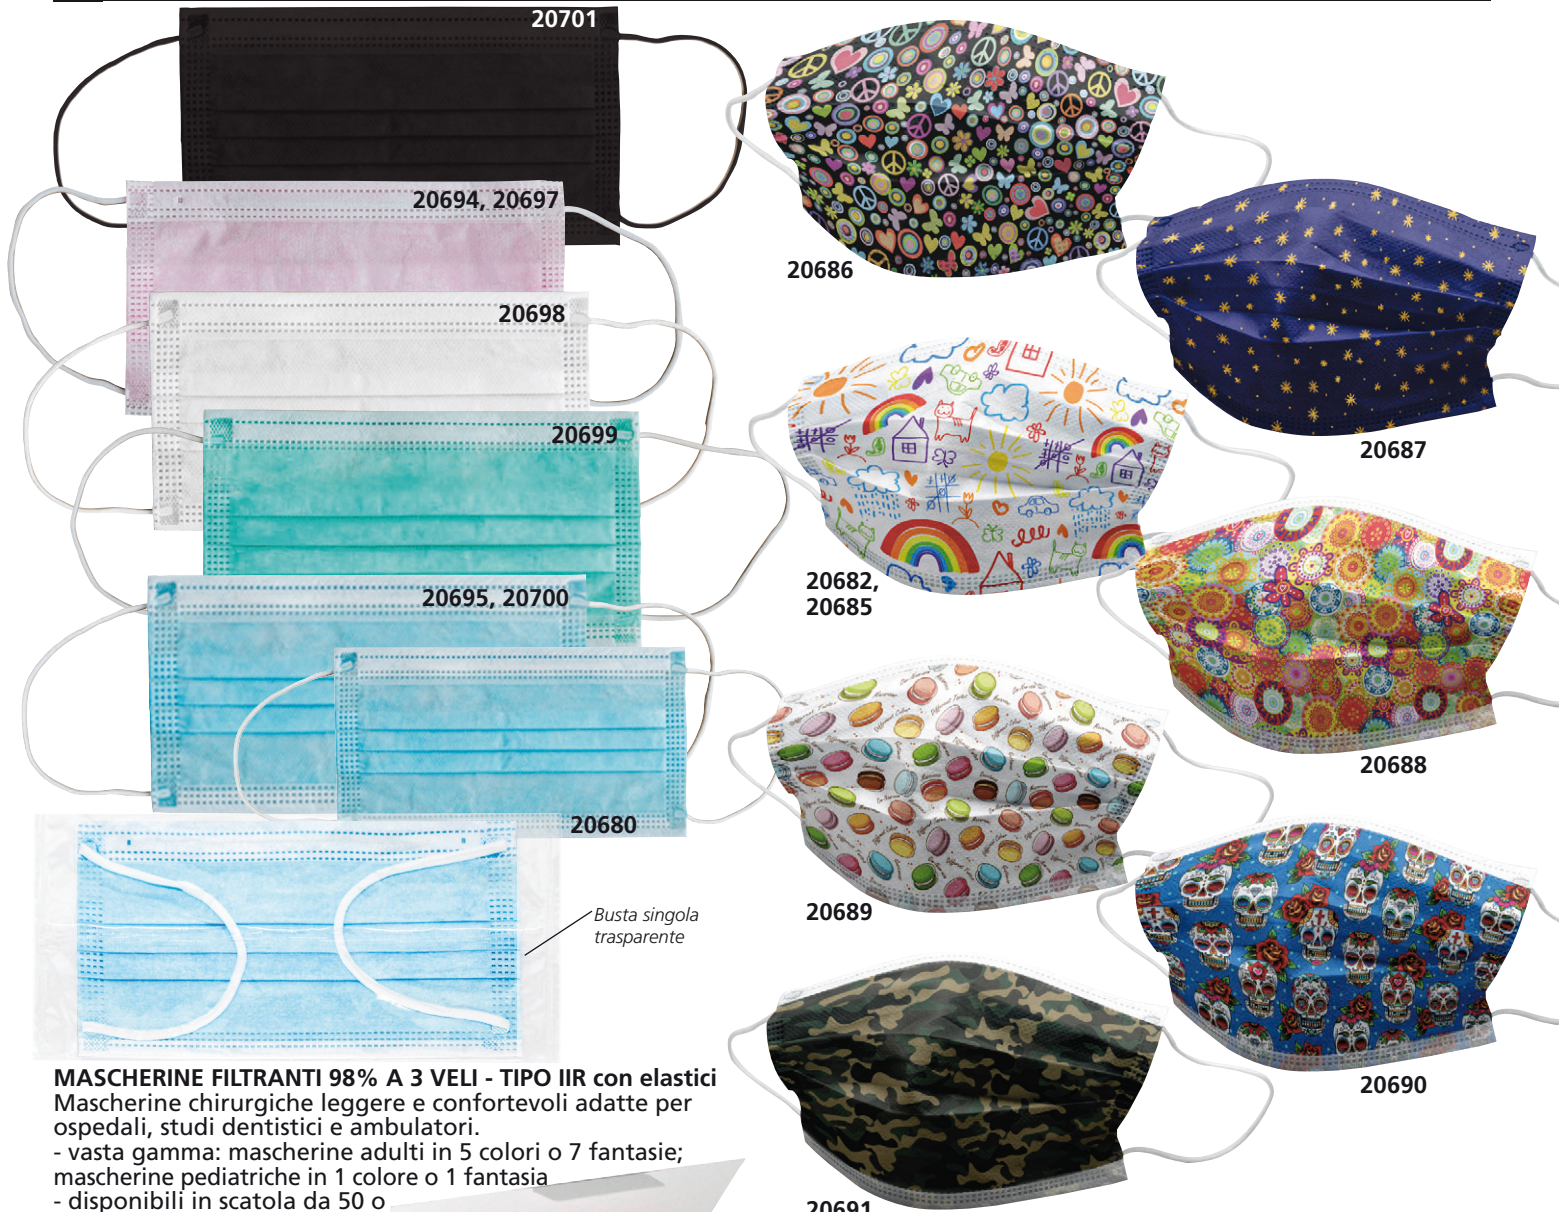 20701
20694, 20697
20698
20699
20695, 20700
20680
Busta singola
trasparente
20686
20687
20682,
20685
20688
20689
20690
20691
MASCHERINE FILTRANTI 98% A 3 VELI - TIPO IIR con elastici
Mascherine chirurgiche leggere e confortevoli adatte per
ospedali, studi dentistici e ambulatori.
- vasta gamma: mascherine adulti in 5 colori o 7 fantasie;
mascherine pediatriche in 1 colore o 1 fantasia
- disponibili in scatola da 50 o